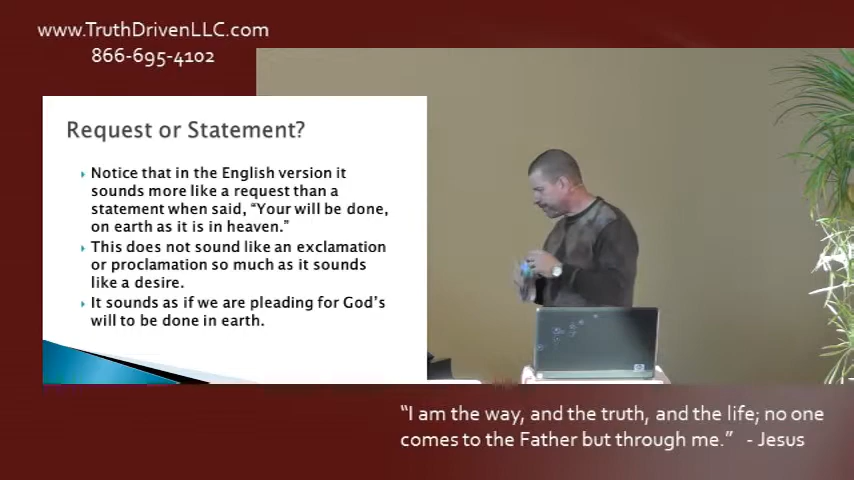 www.TruthDrivenLLC.com
866-695-4102
Request or Statement?
Notice that in the English version it
sounds more like a request than a
statement when said, “Your will be done,
on earth as it is in heaven.”
This does not sound like an exclamation
or proclamation so much as it sounds
like a desire.
It sounds as if we are pleading for God’s
will to be done in earth.
“I am the way, and the truth, and the life; no one
comes to the Father but through me.” - Jesus